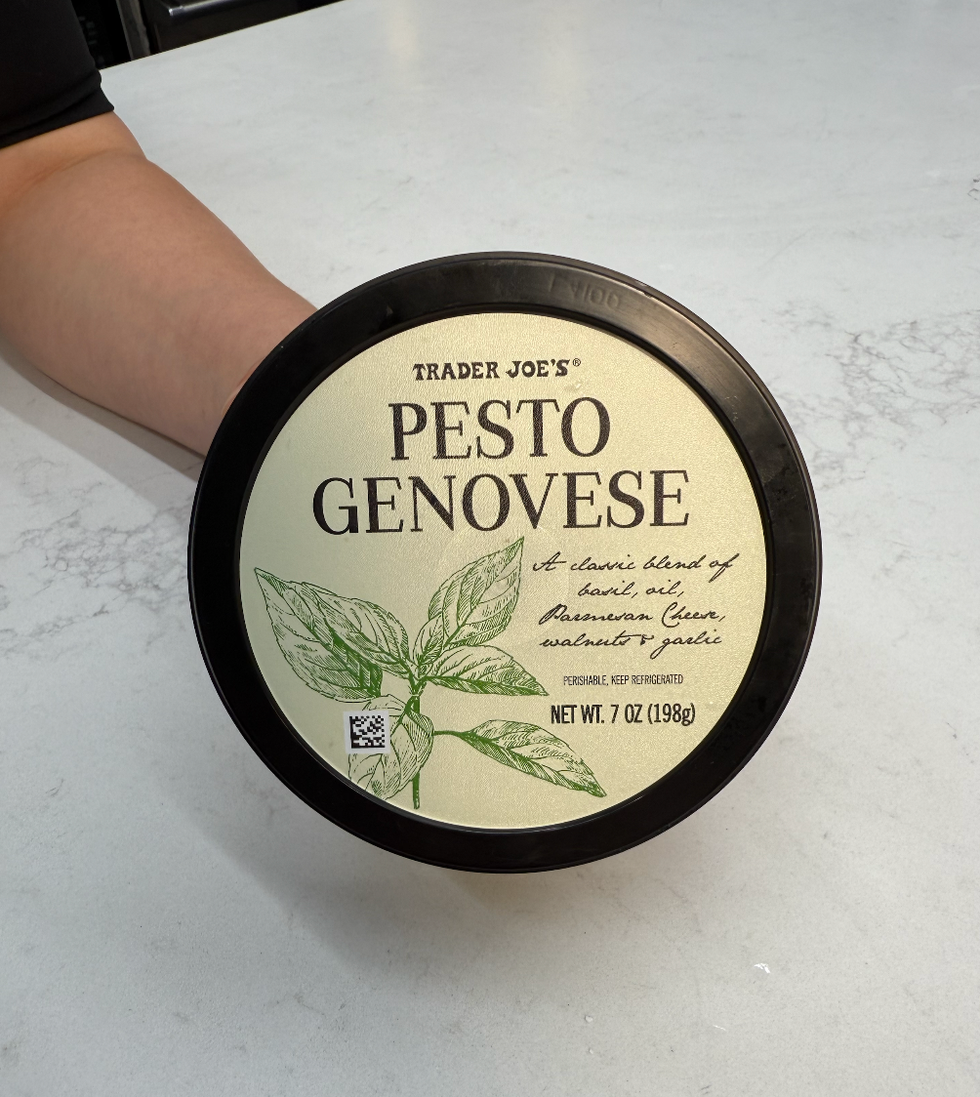 TRADER JOE'S®
PESTO
GENOVESE
A classic blend of
basil, oil,
Parmesan Cheese,
walnuts & garlic
PERISHABLE, KEEP REFRIGERATED
NET WT. 7 OZ (198g)